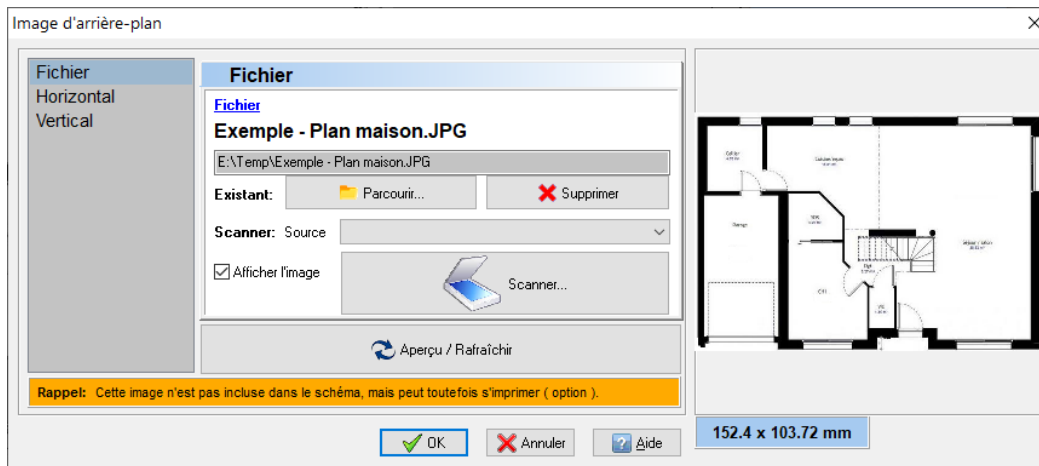 Image d'arrière-plan
Fichier
Horizontal
Vertical
Fichier
Fichier
Exemple - Plan maison.JPG
E:\Temp\Exemple - Plan maison.JPG
Existant: Parcourir... Supprimer
Scanner: Source
Afficher l'image
Scanner...
Aperçu / Rafraîchir
Rappel: Cette image n'est pas incluse dans le schéma, mais peut toutefois s'imprimer ( option ).
OK Annuler Aide
Cellier
Garage
152.4 x 103.72 mm